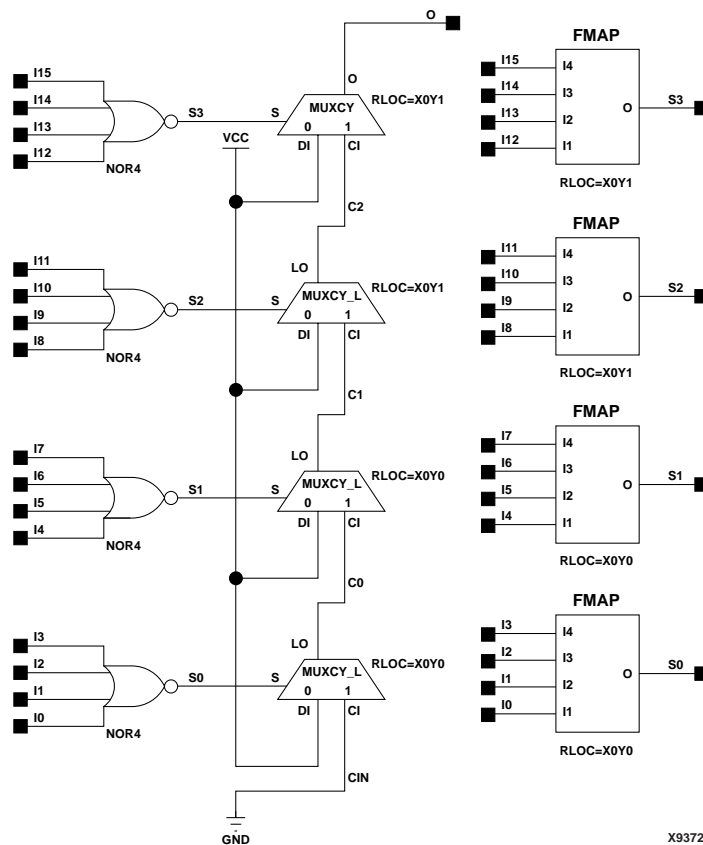 O
FMAP
I15
I14
I13
I12
NOR4
S3
S
O
MUXCY
0 1
DI CI
RLOC=X0Y1
VCC
C2
I15
I14
I13
I12
I4
I3
I2
I1
O
S3
RLOC=X0Y1
FMAP
I11
I10
I9
I8
NOR4
S2
S
LO
MUXCY_L
0 1
DI CI
RLOC=X0Y1
C1
I11
I10
I9
I8
I4
I3
I2
I1
O
S2
RLOC=X0Y1
FMAP
I7
I6
I5
I4
NOR4
S1
S
LO
MUXCY_L
0 1
DI CI
RLOC=X0Y0
C0
I7
I6
I5
I4
I4
I3
I2
I1
O
S1
RLOC=X0Y0
FMAP
I3
I2
I1
I0
NOR4
S0
S
LO
MUXCY_L
0 1
DI CI
RLOC=X0Y0
CIN
GND
I3
I2
I1
I0
I4
I3
I2
I1
O
S0
RLOC=X0Y0
X9372